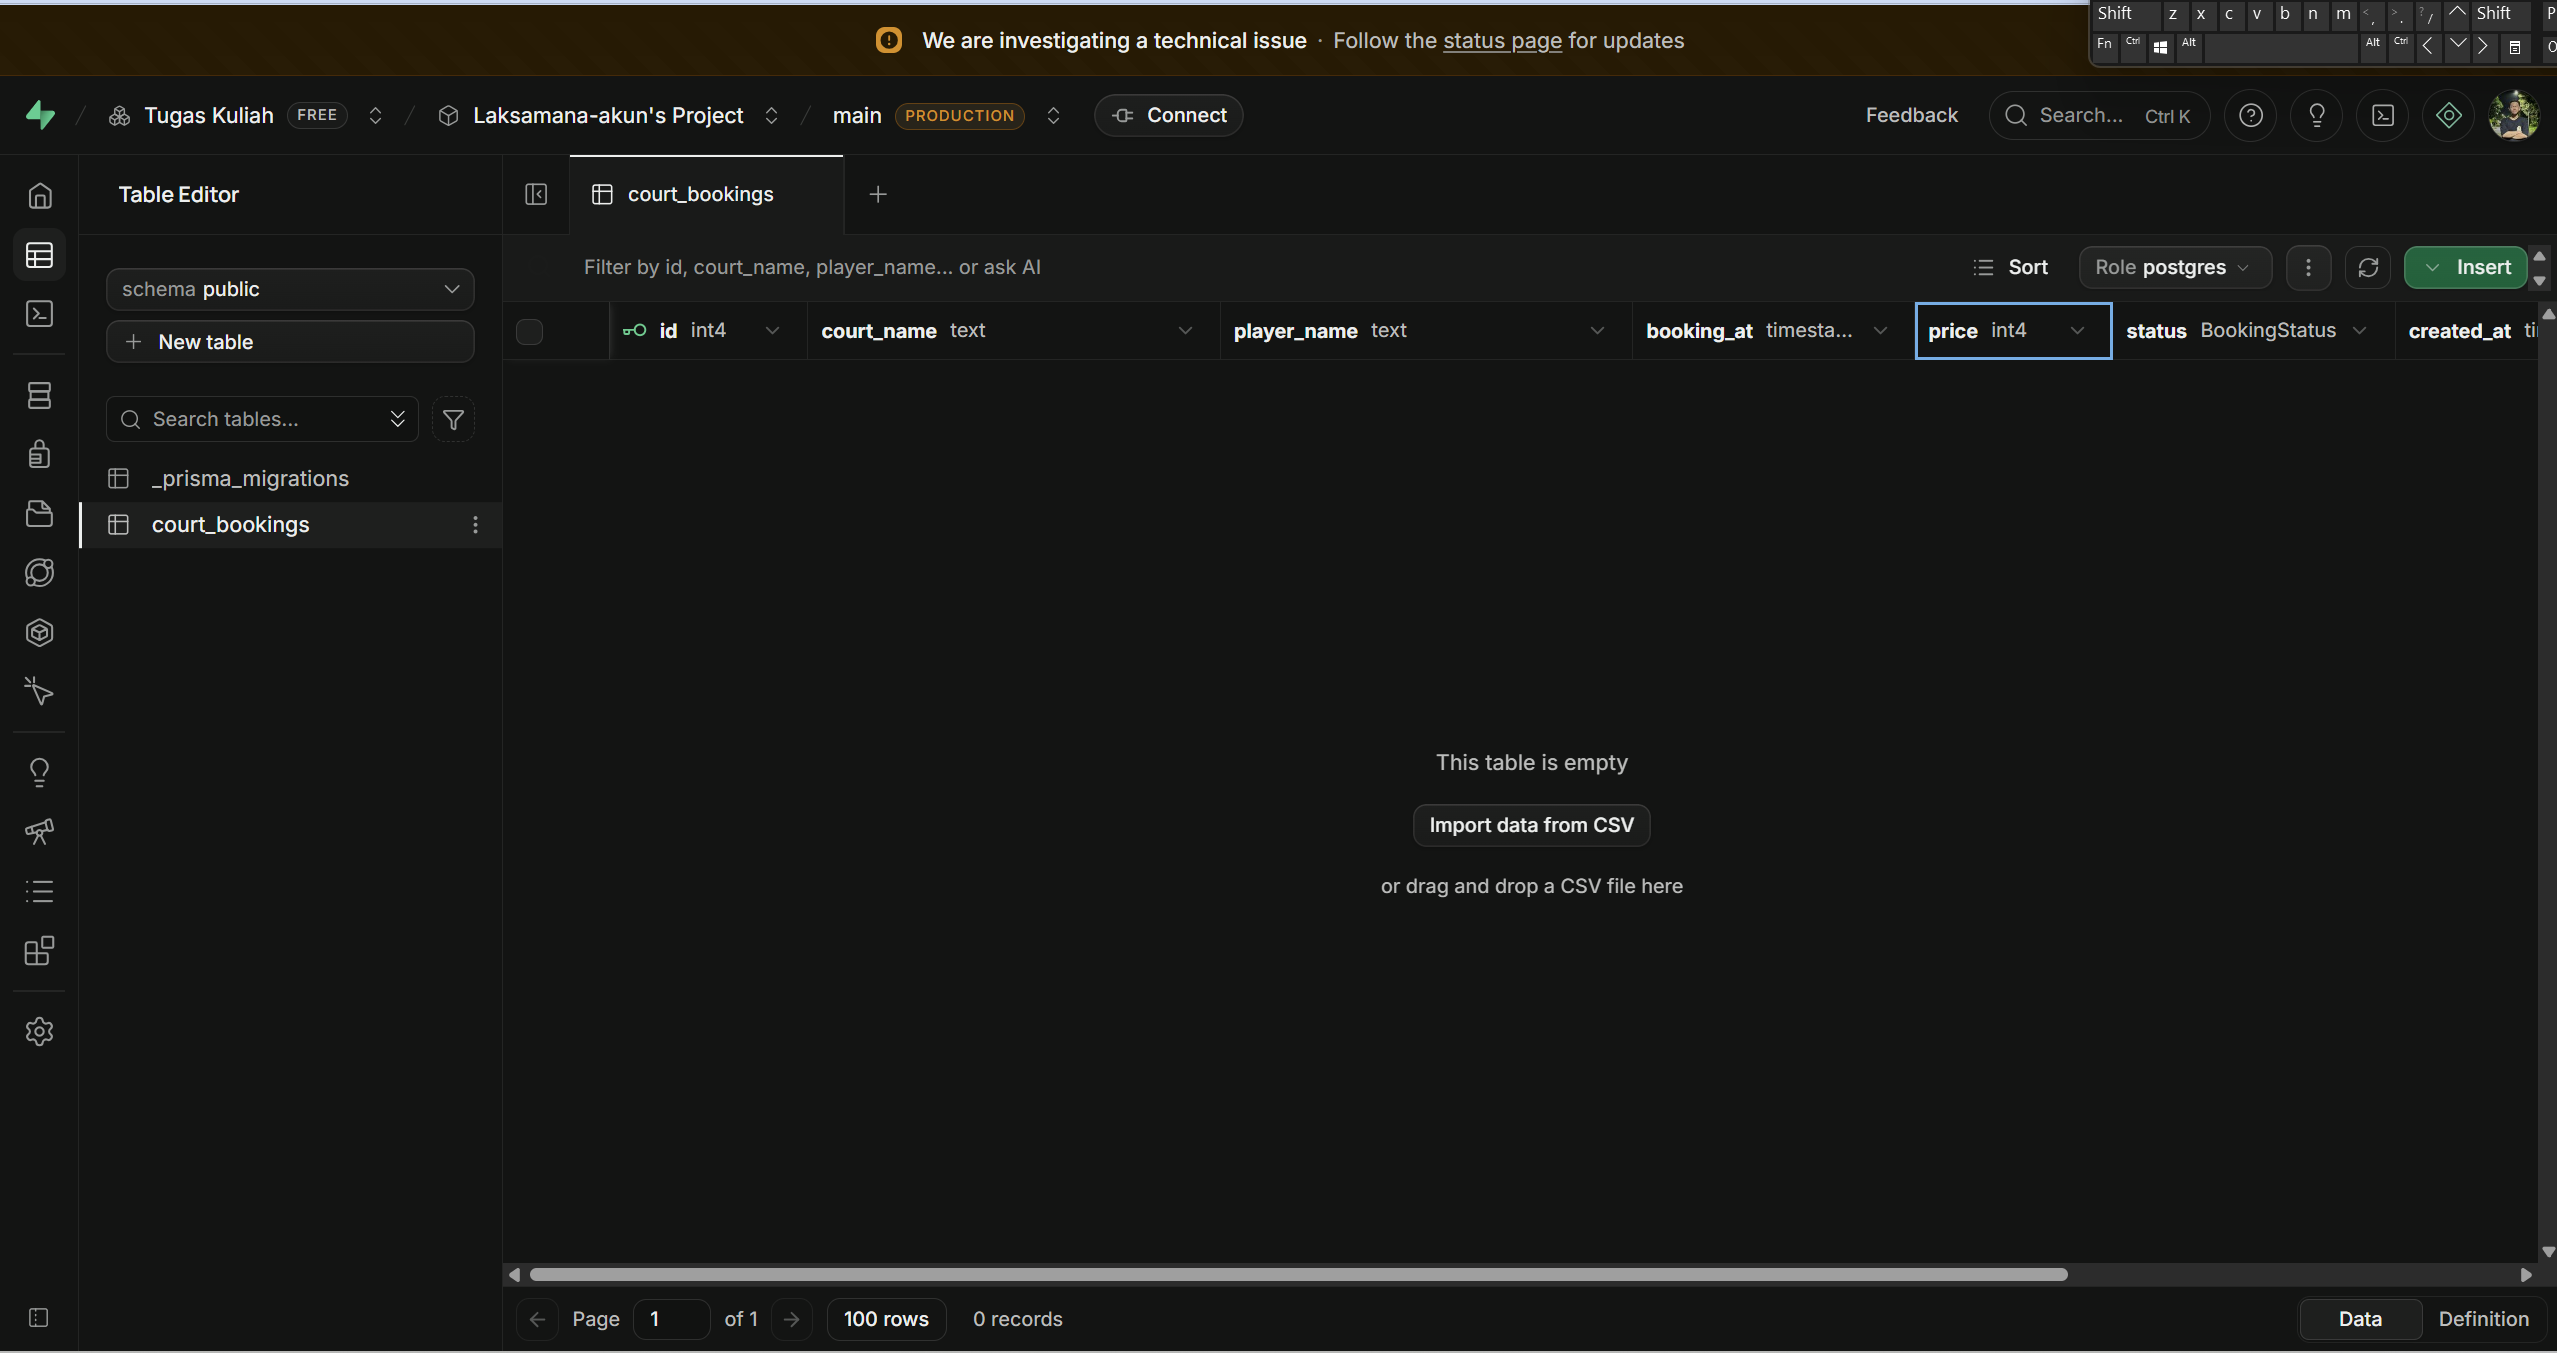 We are investigating a technical issue · Follow the status page for updates
Shift z x c v b n m < , > . ? / Shift
Fn Ctrl Alt Alt Ctrl
Tugas Kuliah FREE / Laksamana-akun's Project / main PRODUCTION Connect
Feedback Search... Ctrl K
Table Editor
court_bookings
schema public
Filter by id, court_name, player_name... or ask AI
Sort
Role postgres
Insert
New table
id int4
court_name text
player_name text
booking_at timesta...
price int4
status BookingStatus
created_at
Search tables...
_prisma_migrations
court_bookings
This table is empty
Import data from CSV
or drag and drop a CSV file here
Page 1 of 1 100 rows 0 records
Data Definition